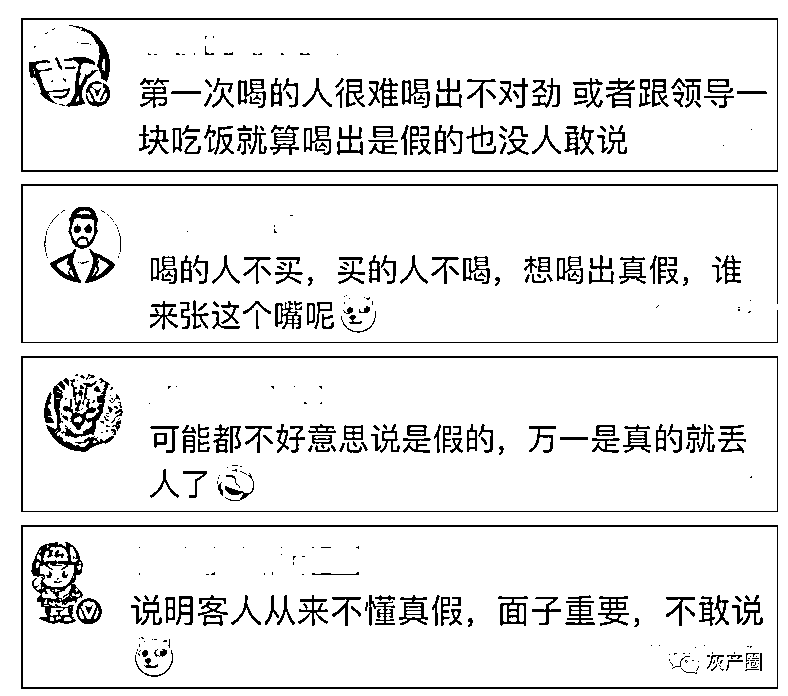 第一次喝的人很难喝出不对劲 或者跟领导一
块吃饭就算喝出是假的也没人敢说
喝的人不买，买的人不喝，想喝出真假，谁
来张这个嘴呢
可能都不好意思说是假的，万一是真的就丢
人了
说明客人从来不懂真假，面子重要，不敢说
灰产圈